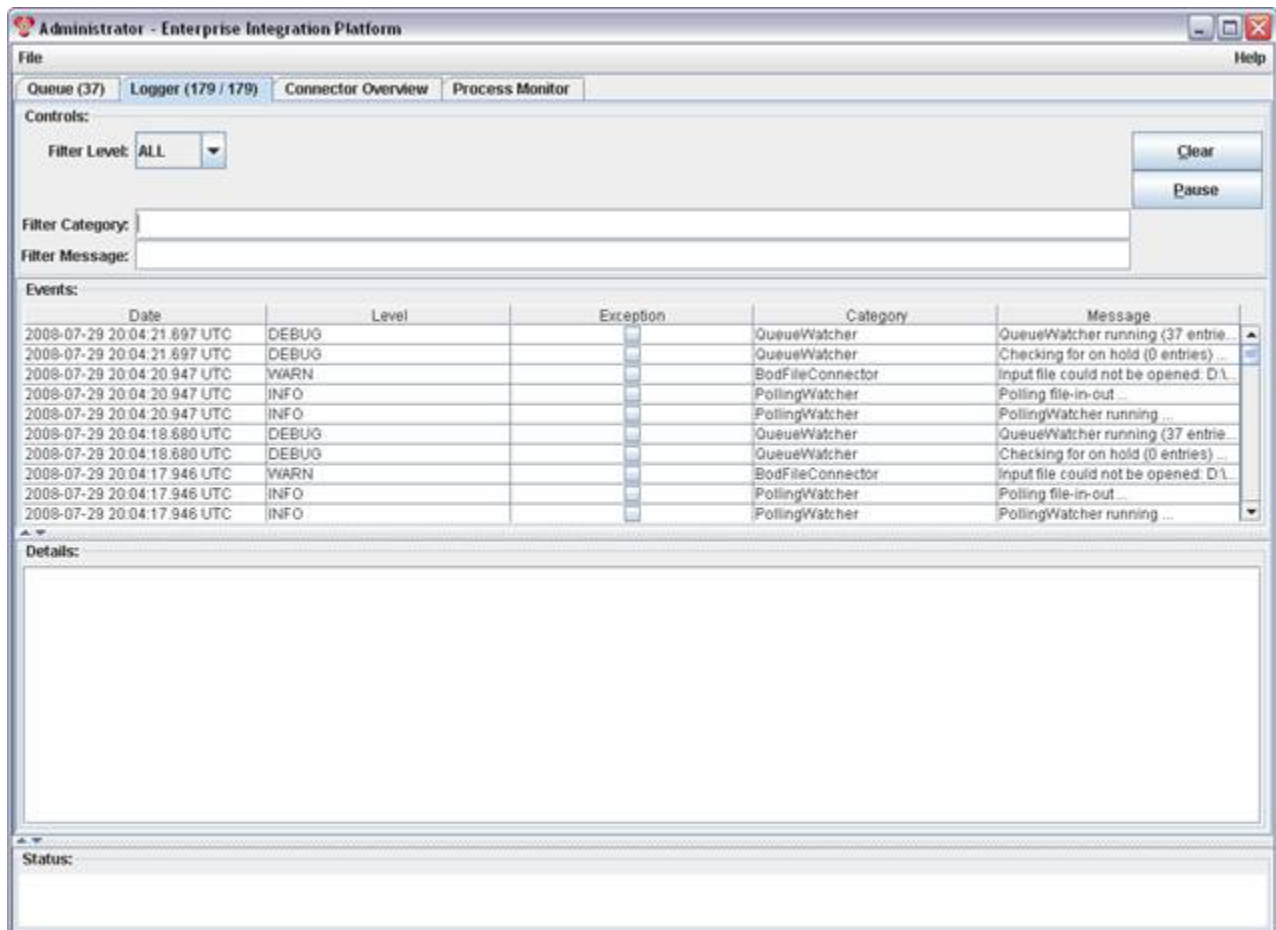 Administrator - Enterprise Integration Platform
File Help
Queue (37) Logger (179 / 179) Connector Overview Process Monitor
Controls:
Filter Level: ALL Clear
Pause
Filter Category:
Filter Message:
Events:
Date Level Exception Category Message
2008-07-29 20:04:21.697 UTC DEBUG QueueWatcher QueueWatcher running (37 entrie...
2008-07-29 20:04:21.697 UTC DEBUG QueueWatcher Checking for on hold (0 entries) ...
2008-07-29 20:04:20.947 UTC WARN BodFileConnector Input file could not be opened: D:\...
2008-07-29 20:04:20.947 UTC INFO PollingWatcher Polling file-in-out ...
2008-07-29 20:04:20.947 UTC INFO PollingWatcher PollingWatcher running ...
2008-07-29 20:04:18.680 UTC DEBUG QueueWatcher QueueWatcher running (37 entrie...
2008-07-29 20:04:18.680 UTC DEBUG QueueWatcher Checking for on hold (0 entries) ...
2008-07-29 20:04:17.946 UTC WARN BodFileConnector Input file could not be opened: D:\...
2008-07-29 20:04:17.946 UTC INFO PollingWatcher Polling file-in-out ...
2008-07-29 20:04:17.946 UTC INFO PollingWatcher PollingWatcher running ...
Details:
Status: